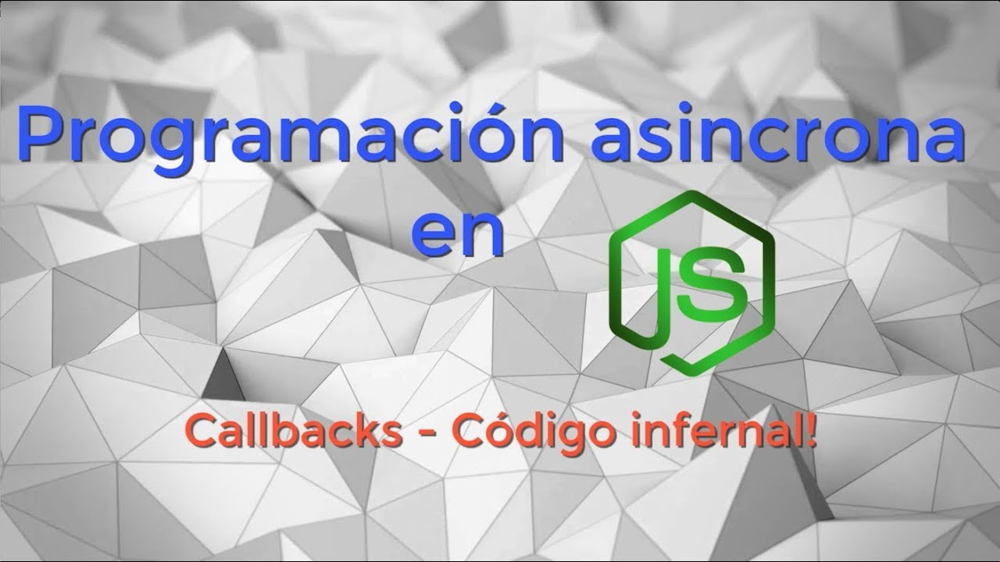 Programación asincrona
en
JS
Callbacks - Código infernal!